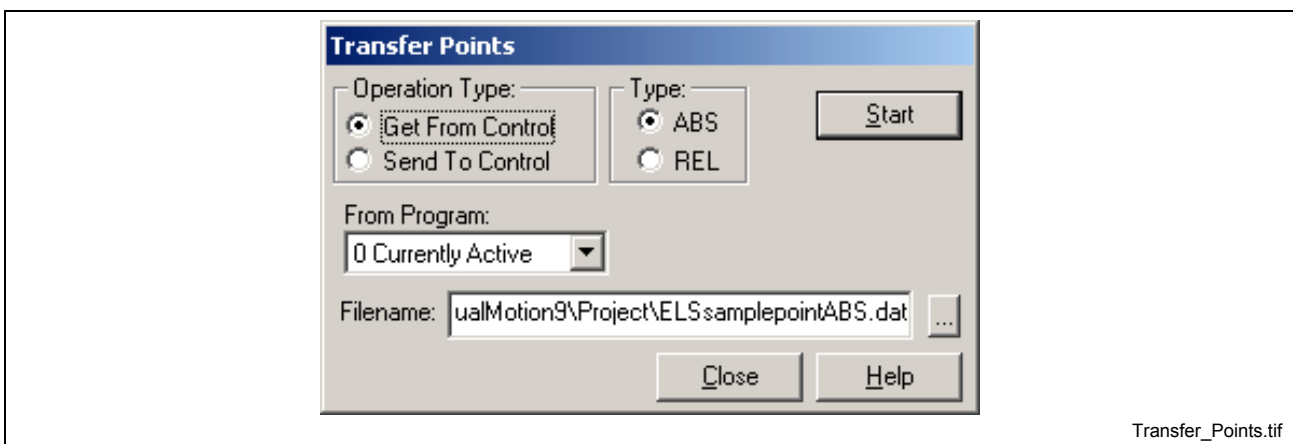 Transfer Points
Operation Type:
Get From Control
Send To Control
Type:
ABS
REL
Start
From Program:
0 Currently Active
Filename:
ualMotion9\Project\ELSsamplepointABS.dat
...
Close
Help
Transfer_Points.tif